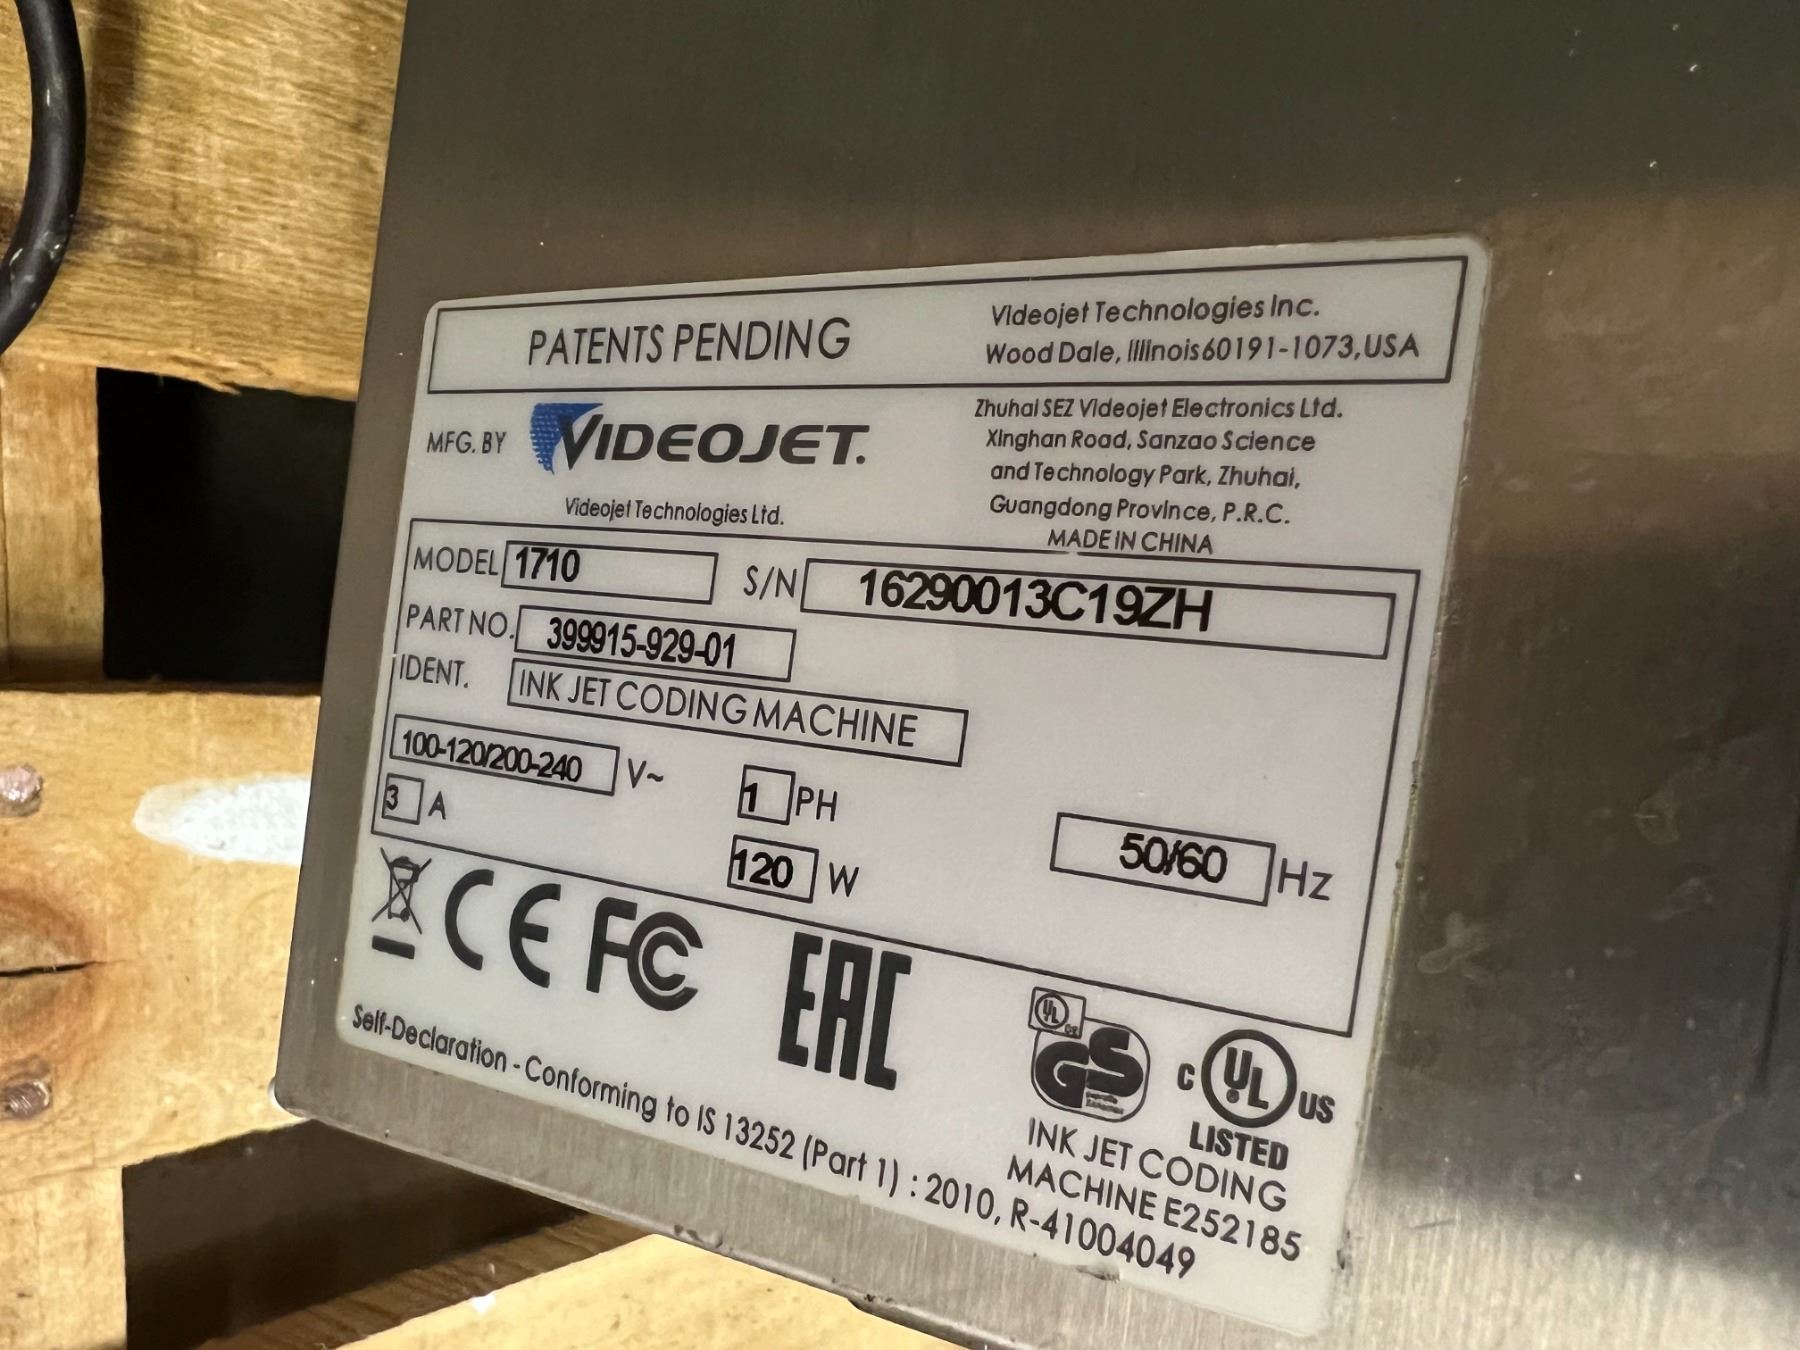 PATENTS PENDING
Videojet Technologies Inc.
Wood Dale, Illinois 60191-1073, USA
MFG. BY VIDEOJET.
Videojet Technologies Ltd.
Zhuhai SEZ Videojet Electronics Ltd.
Xinghan Road, Sanzao Science
and Technology Park, Zhuhai,
Guangdong Province, P.R.C.
MADE IN CHINA
MODEL 1710 S/N 16290013C19ZH
PART NO. 399915-929-01
IDENT. INK JET CODING MACHINE
100-120/200-240 V~ 1 PH 50/60 Hz
3 A 120 W
CE FC EAC
UL GS
C UL US
LISTED
INK JET CODING
MACHINE E252185
Self-Declaration - Conforming to IS 13252 (Part 1) : 2010, R-41004049